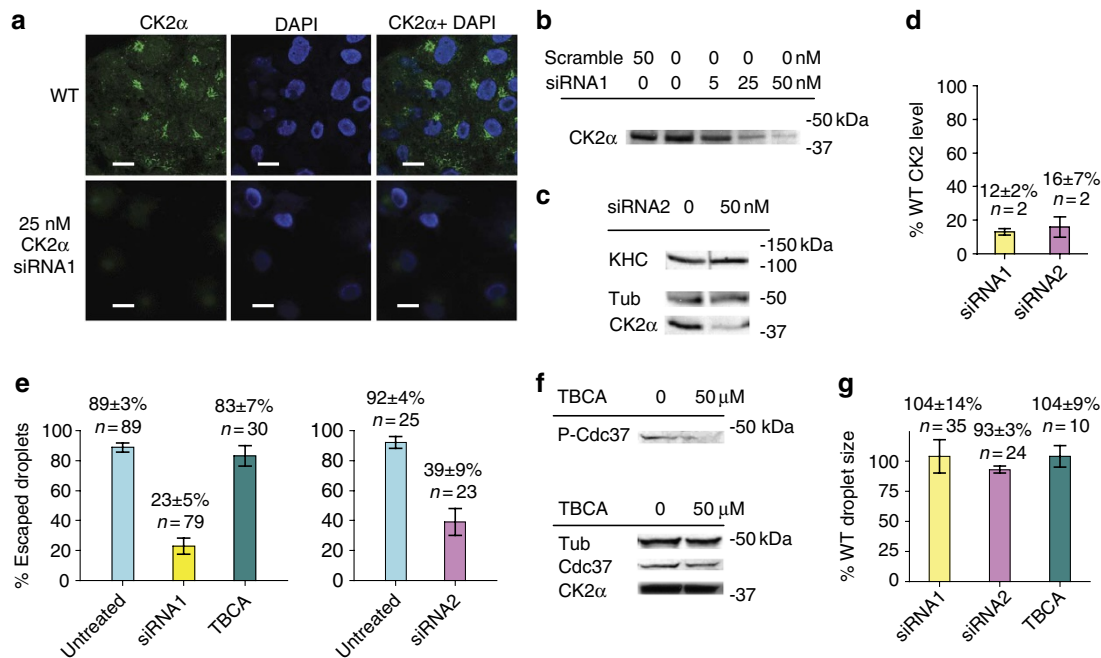 a
CK2α
DAPI
CK2α+ DAPI
WT
25 nM
CK2α
siRNA1
b
Scramble 50 0 0 0 0 nM
siRNA1 0 0 5 25 50 nM
-50 kDa
CK2α
-37
c
siRNA2 0 50 nM
-150 kDa
KHC
-100
Tub
-50
CK2α
-37
d
% WT CK2 level
100
80
60
40
20
0
12±2%
n=2
16±7%
n=2
siRNA1
siRNA2
e
% Escaped droplets
100
80
60
40
20
0
89±3%
n=89
23±5%
n=79
83±7%
n=30
Untreated
siRNA1
TBCA
100
80
60
40
20
0
92±4%
n=25
39±9%
n=23
Untreated
siRNA2
f
TBCA 0 50 μM
P-Cdc37
-50 kDa
TBCA 0 50 μM
Tub
-50 kDa
Cdc37
CK2α
-37
g
% WT droplet size
100
75
50
25
0
104±14%
n=35
93±3%
n=24
104±9%
n=10
siRNA1
siRNA2
TBCA